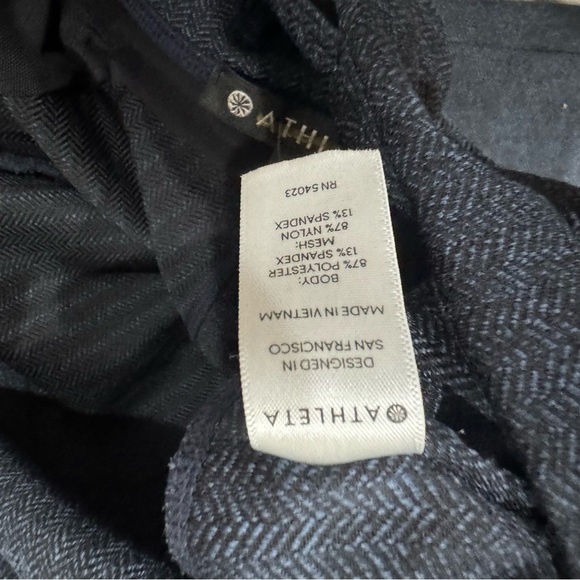 ATHLETA
DESIGNED IN
SAN FRANCISCO
MADE IN VIETNAM
BODY:
87% POLYESTER
13% SPANDEX
MESH:
87% NYLON
13% SPANDEX
RN 54023
ATHL